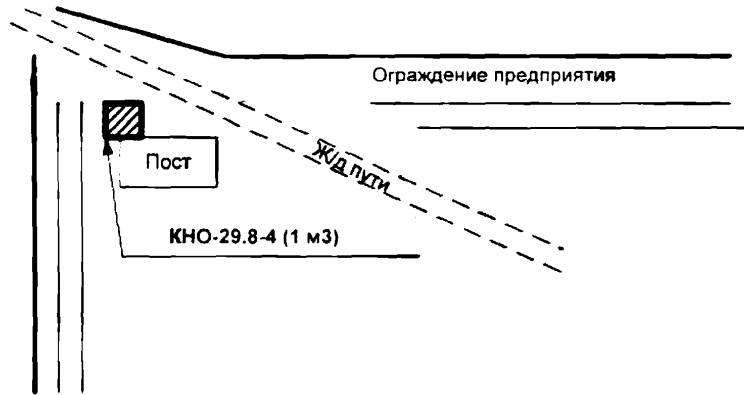 Ограждение предприятия
Ж/д пути
Пост
КНО-29.8-4 (1 м3)